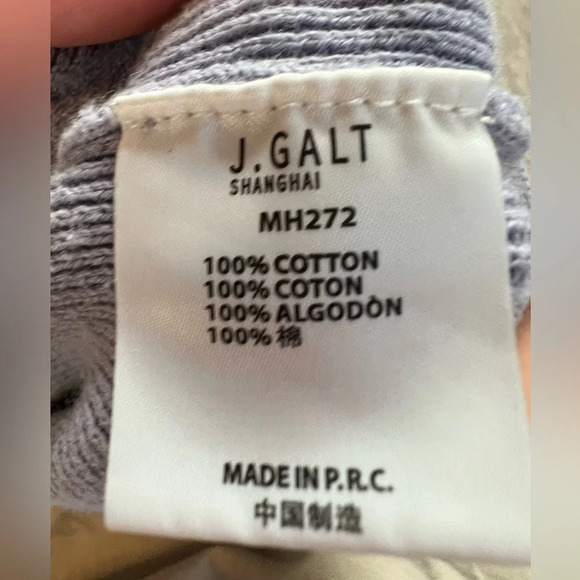 J.GALT
SHANGHAI
MH272
100% COTTON
100% COTON
100% ALGODÒN
100% 棉
MADE IN P.R.C.
中国制造